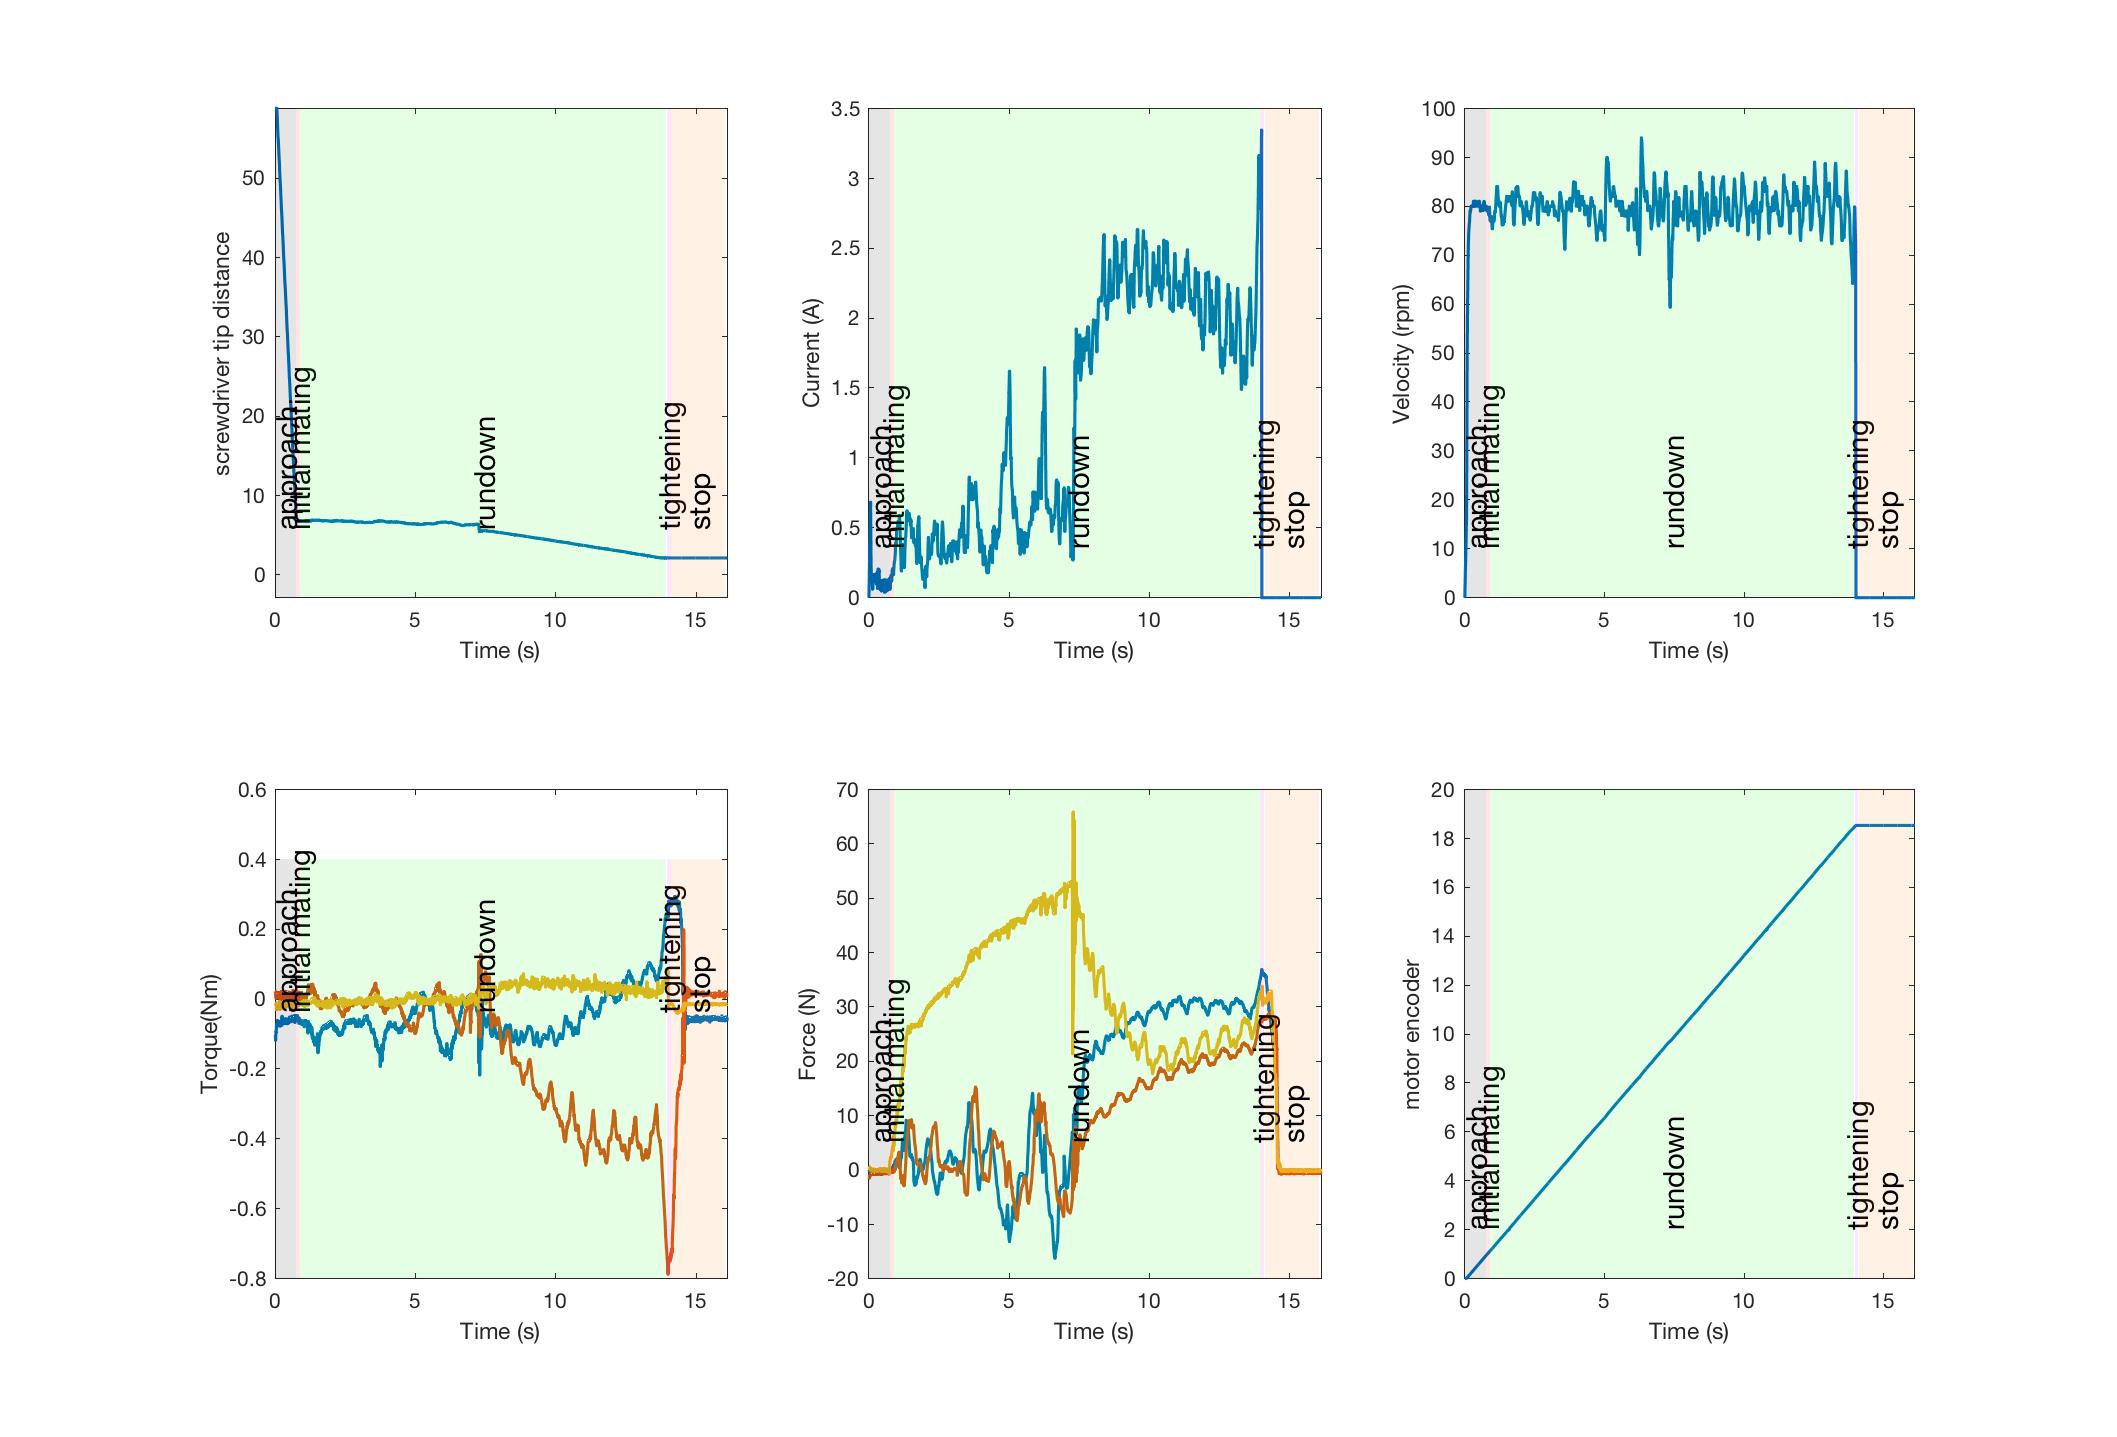 screwdriver tip distance
50
40
30
20
10
0
approach
initial mating
rundown
tightening
stop
0 5 10 15
Time (s)
Current (A)
3.5
3
2.5
2
1.5
1
0.5
0
approach
initial mating
rundown
tightening
stop
0 5 10 15
Time (s)
Velocity (rpm)
100
90
80
70
60
50
40
30
20
10
0
approach
initial mating
rundown
tightening
stop
0 5 10 15
Time (s)
Torque(Nm)
0.6
0.4
0.2
0
-0.2
-0.4
-0.6
-0.8
approach
initial mating
rundown
tightening
stop
0 5 10 15
Time (s)
Force (N)
70
60
50
40
30
20
10
0
-10
-20
approach
initial mating
rundown
tightening
stop
0 5 10 15
Time (s)
motor encoder
20
18
16
14
12
10
8
6
4
2
0
approach
initial mating
rundown
tightening
stop
0 5 10 15
Time (s)